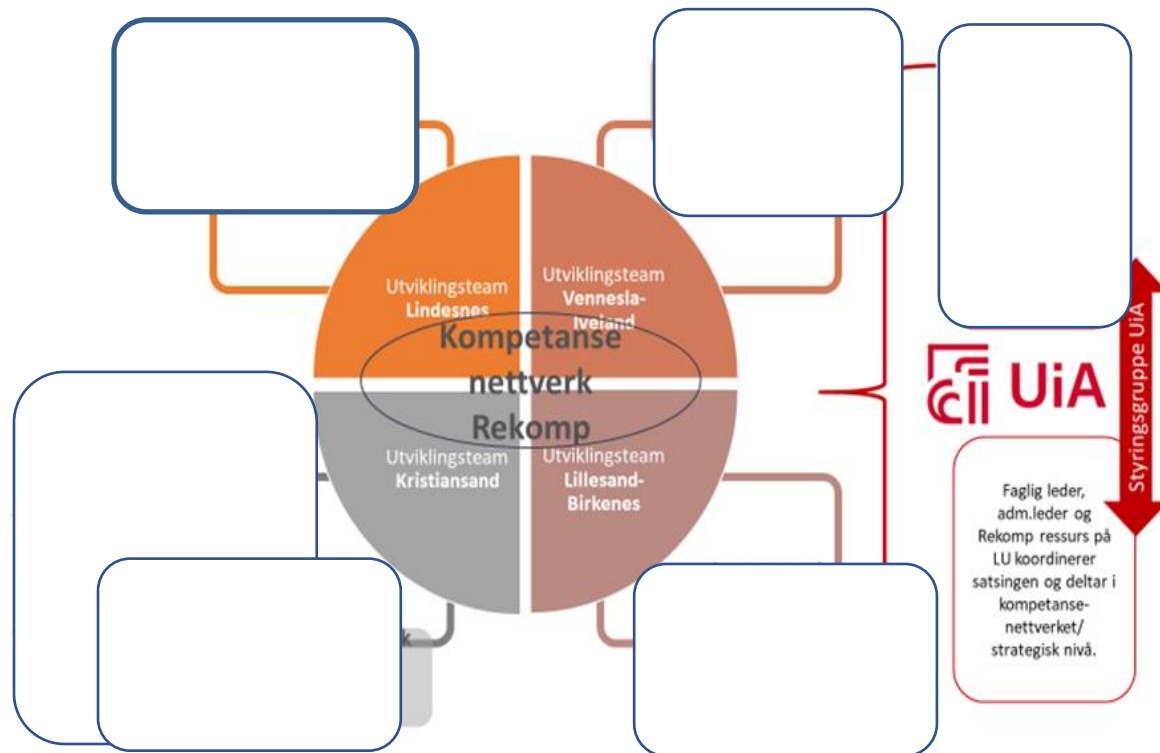 Utviklingsteam
Lindesnes
Utviklingsteam
Vennesla-
Iveland
Kompetanse
nettverk
Rekomp
Utviklingsteam
Kristiansand
Utviklingsteam
Lillesand-
Birkenes
UiA
Styringsgruppe UiA
Faglig leder,
adm.leder og
Rekomp ressurs på
LU koordinerer
satsingen og deltar i
kompetanse-
nettverket/
strategisk nivå.